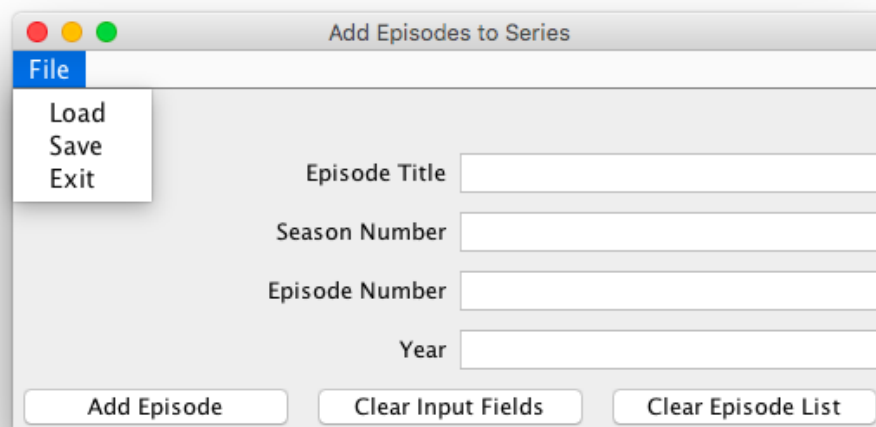 Add Episodes to Series
File
Load
Save
Exit
Episode Title
Season Number
Episode Number
Year
Add Episode Clear Input Fields Clear Episode List